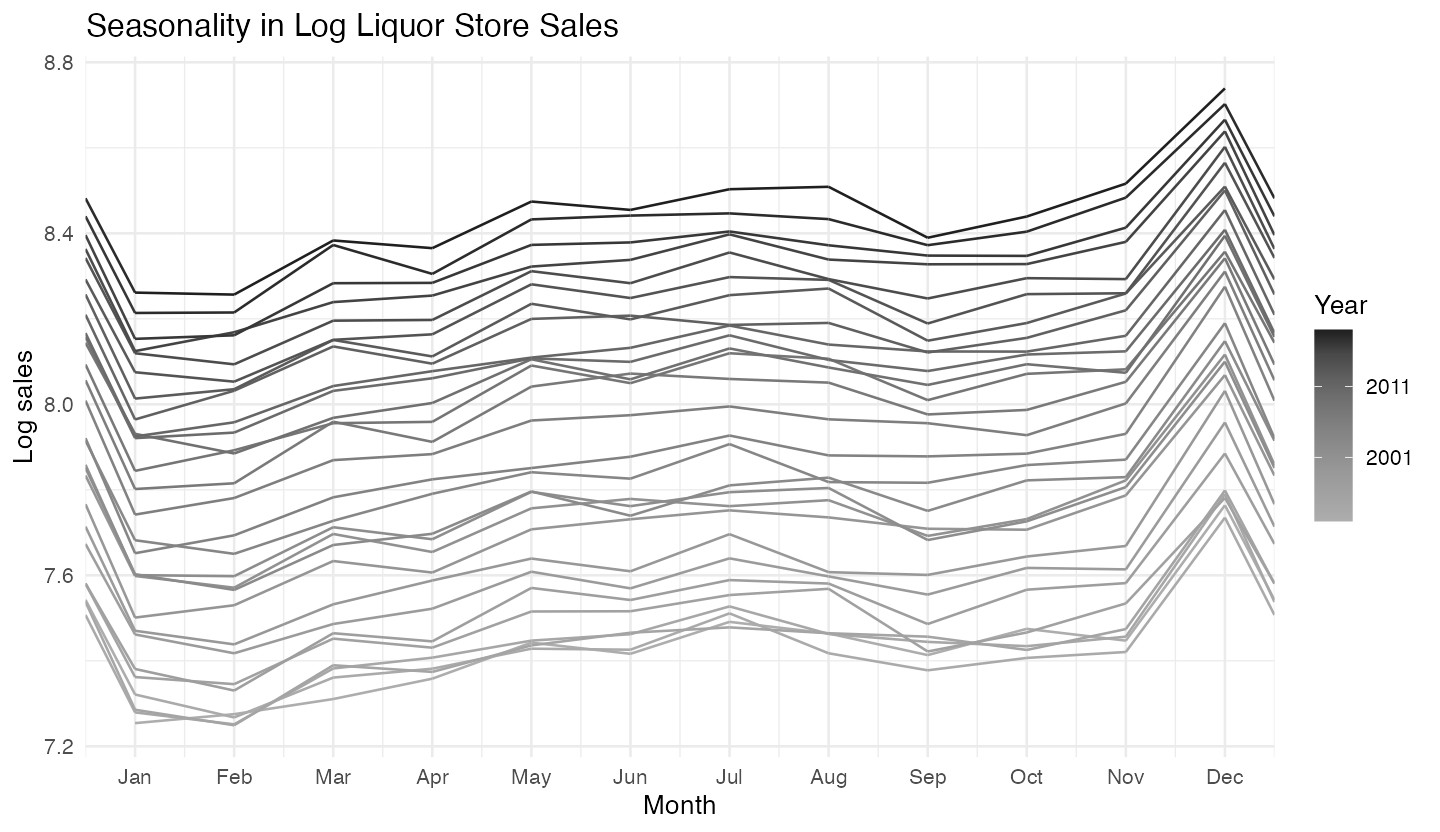 Seasonality in Log Liquor Store Sales
8.8
8.4
8.0
7.6
7.2
Log sales
Jan Feb Mar Apr May Jun Jul Aug Sep Oct Nov Dec
Month
Year
2011
2001